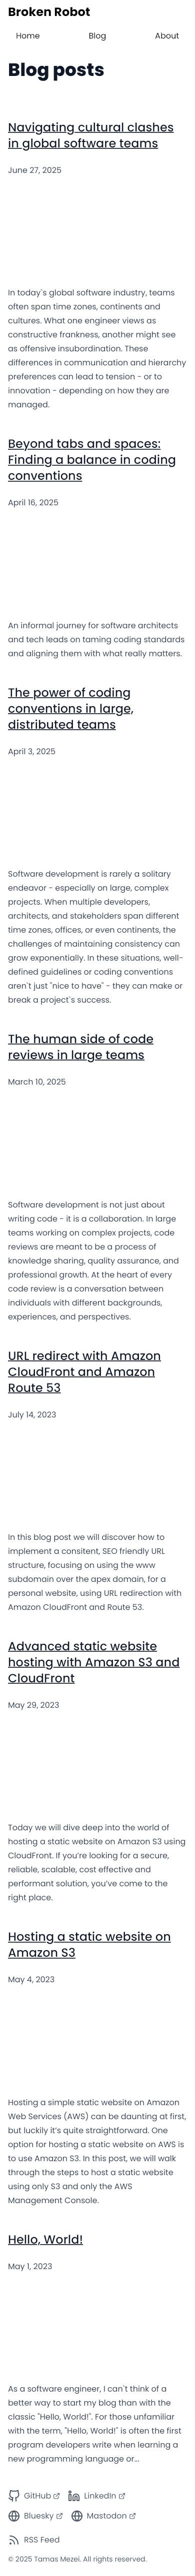 Broken Robot
Home Blog About
Blog posts
Navigating cultural clashes
in global software teams
June 27, 2025
In today`s global software industry, teams
often span time zones, continents and
cultures. What one engineer views as
constructive frankness, another might see
as offensive insubordination. These
differences in communication and hierarchy
preferences can lead to tension - or to
innovation - depending on how they are
managed.
Beyond tabs and spaces:
Finding a balance in coding
conventions
April 16, 2025
An informal journey for software architects
and tech leads on taming coding standards
and aligning them with what really matters.
The power of coding
conventions in large,
distributed teams
April 3, 2025
Software development is rarely a solitary
endeavor - especially on large, complex
projects. When multiple developers,
architects, and stakeholders span different
time zones, offices, or even continents, the
challenges of maintaining consistency can
grow exponentially. In these situations, well-
defined guidelines or coding conventions
aren`t just "nice to have" - they can make or
break a project`s success.
The human side of code
reviews in large teams
March 10, 2025
Software development is not just about
writing code - it is a collaboration. In large
teams working on complex projects, code
reviews are meant to be a process of
knowledge sharing, quality assurance, and
professional growth. At the heart of every
code review is a conversation between
individuals with different backgrounds,
experiences, and perspectives.
URL redirect with Amazon
CloudFront and Amazon
Route 53
July 14, 2023
In this blog post we will discover how to
implement a consitent, SEO friendly URL
structure, focusing on using the www
subdomain over the apex domain, for a
personal website, using URL redirection with
Amazon CloudFront and Route 53.
Advanced static website
hosting with Amazon S3 and
CloudFront
May 29, 2023
Today we will dive deep into the world of
hosting a static website on Amazon S3 using
CloudFront. If you’re looking for a secure,
reliable, scalable, cost effective and
performant solution, you’ve come to the
right place.
Hosting a static website on
Amazon S3
May 4, 2023
Hosting a simple static website on Amazon
Web Services (AWS) can be daunting at first,
but luckily it’s quite straightforward. One
option for hosting a static website on AWS is
to use Amazon S3. In this post, we will walk
through the steps to host a static website
using only S3 and only the AWS
Management Console.
Hello, World!
May 1, 2023
As a software engineer, I can`t think of a
better way to start my blog than with the
classic "Hello, World!". For those unfamiliar
with the term, "Hello, World!" is often the first
program developers write when learning a
new programming language or...
GitHub LinkedIn
Bluesky Mastodon
RSS Feed
© 2025 Tamas Mezei. All rights reserved.